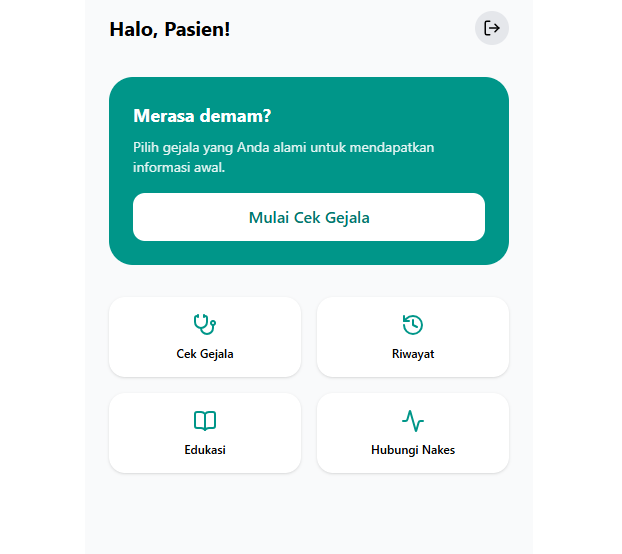 Halo, Pasien!
Merasa demam?
Pilih gejala yang Anda alami untuk mendapatkan
informasi awal.
Mulai Cek Gejala
Cek Gejala
Riwayat
Edukasi
Hubungi Nakes